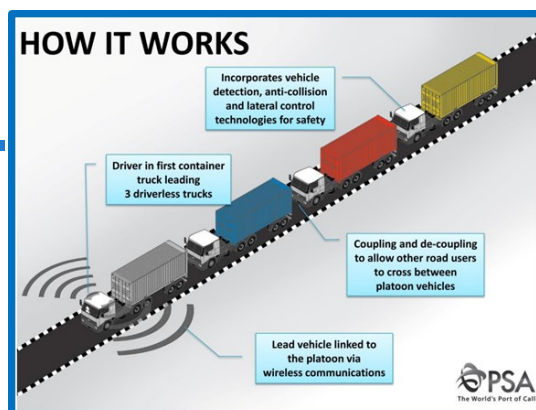 HOW IT WORKS
Incorporates vehicle
detection, anti-collision
and lateral control
technologies for safety
Driver in first container
truck leading
3 driverless trucks
Coupling and de-coupling
to allow other road users
to cross between
platoon vehicles
Lead vehicle linked to
the platoon via
wireless communications
PSA
The World's Port of Call